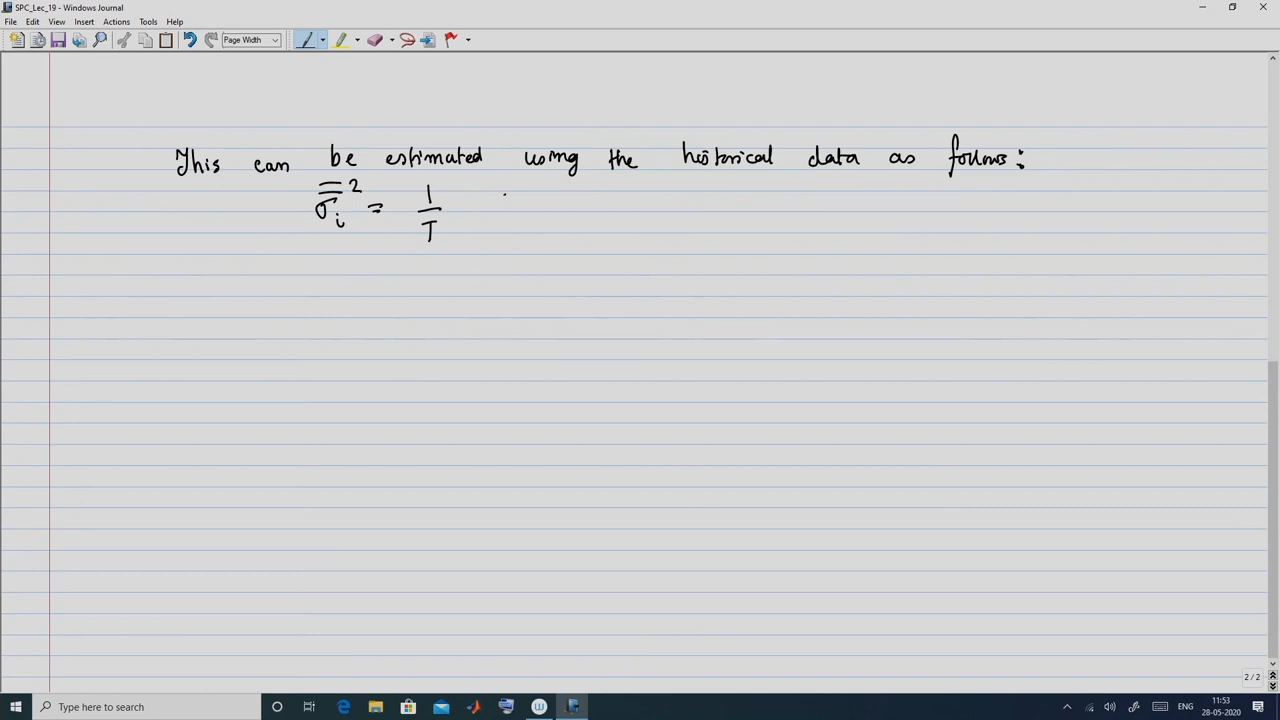 SPC_Lec_19 - Windows Journal
File Edit View Insert Actions Tools Help
Page Width
This can be estimated using the historical data as follows:
σ̿ᵢ² = 1/T
2/2
Type here to search
ENG
11:53
28-05-2020